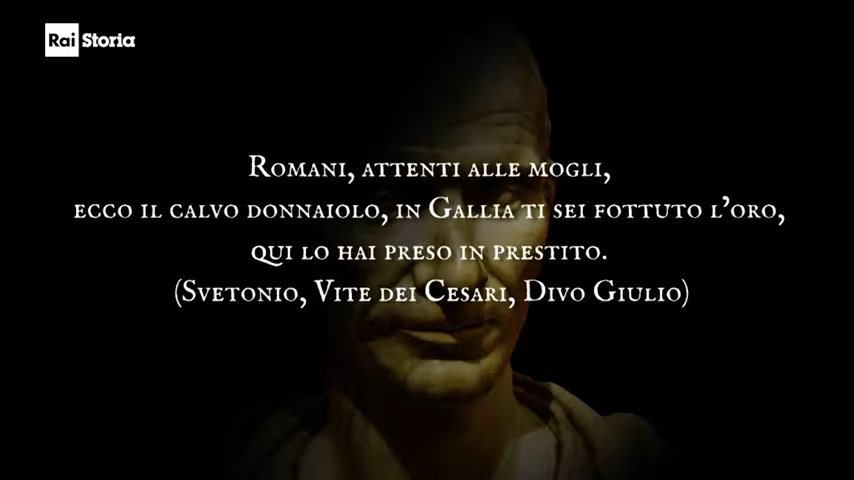 Rai Storia
Romani, attenti alle mogli,
ecco il calvo donnaiolo, in Gallia ti sei fottuto l'oro,
qui lo hai preso in prestito.
(Svetonio, Vite dei Cesari, Divo Giulio)